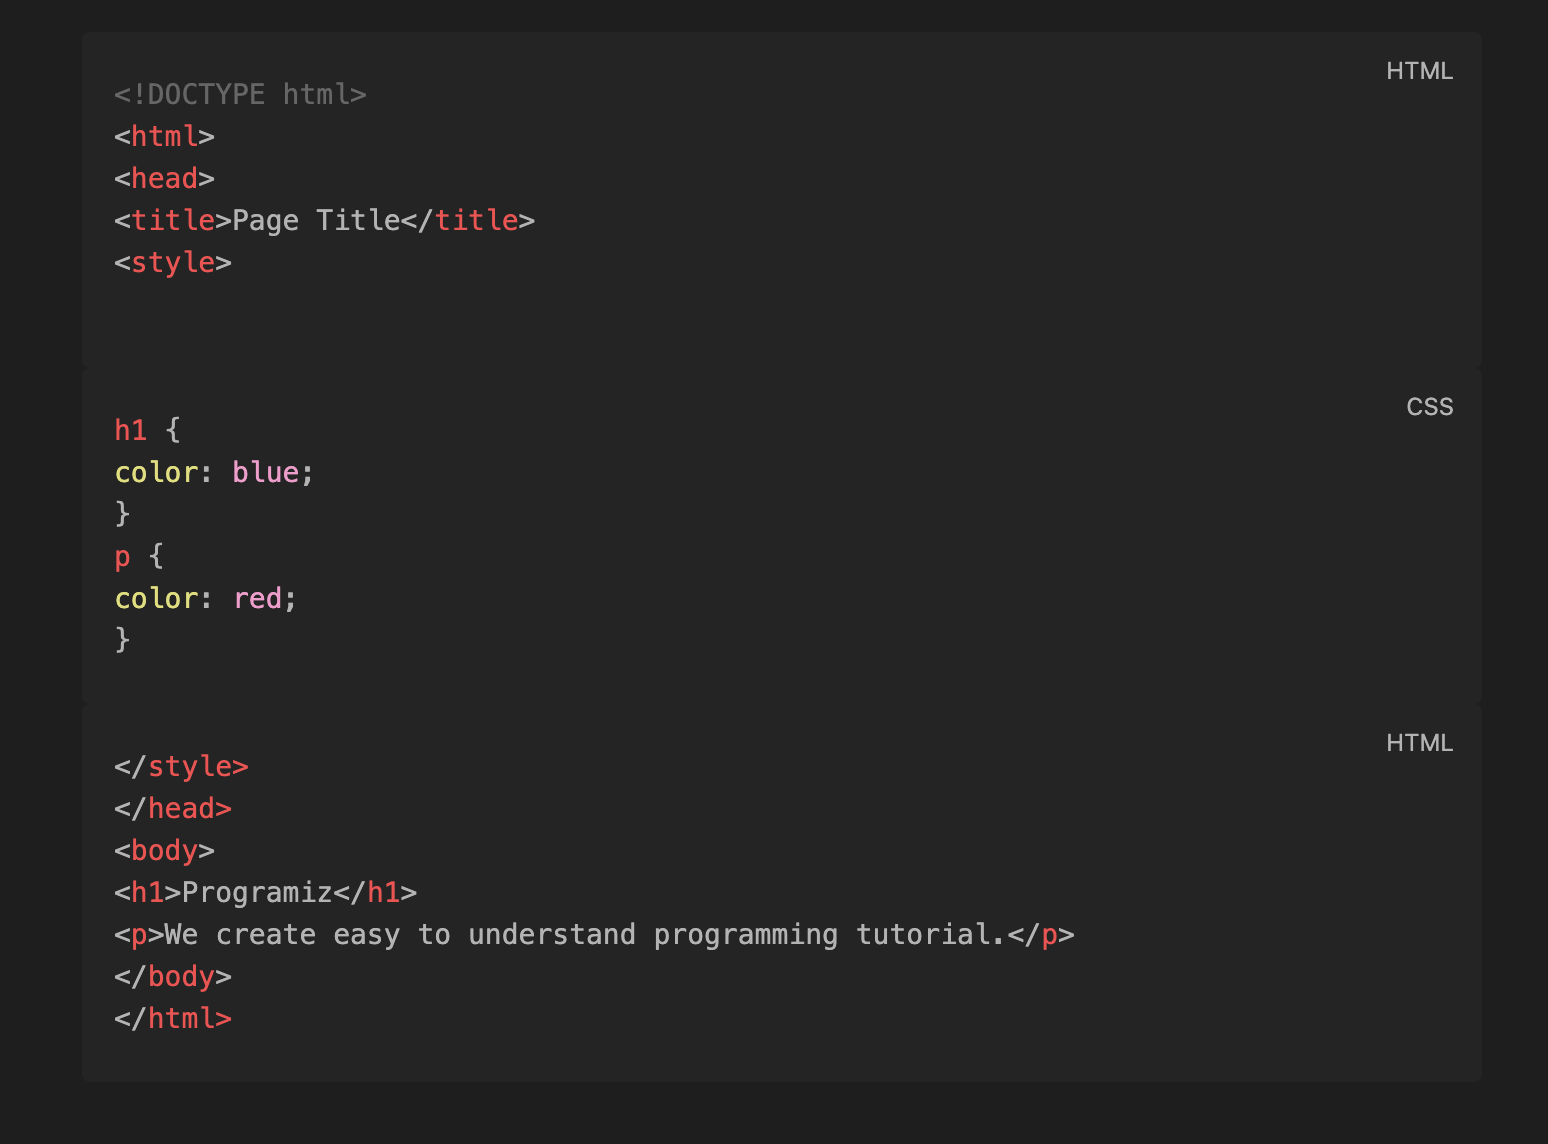 HTML
<!DOCTYPE html>
<html>
<head>
<title>Page Title</title>
<style>
CSS
h1 {
color: blue;
}
p {
color: red;
}
HTML
</style>
</head>
<body>
<h1>Programiz</h1>
<p>We create easy to understand programming tutorial.</p>
</body>
</html>